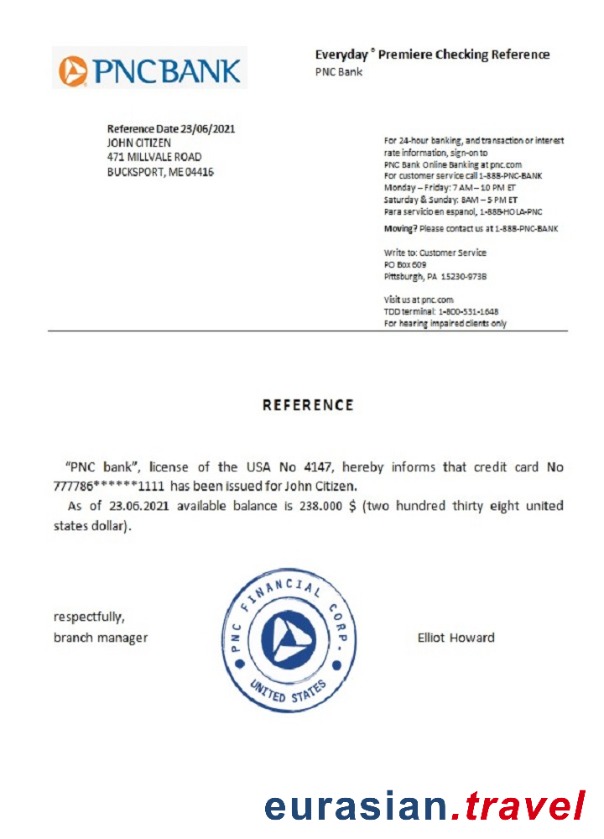 PNCBANK
Everyday® Premiere Checking Reference
PNC Bank
Reference Date 23/06/2021
JOHN CITIZEN
471 MILLVALE ROAD
BUCKSPORT, ME 04416
For 24-hour banking, and transaction or interest
rate information, sign-on to
PNC Bank Online Banking at pnc.com
For customer service call 1-888-PNC-BANK
Monday – Friday: 7 AM – 10 PM ET
Saturday & Sunday: 8AM – 5 PM ET
Para servicio en espanol, 1-888-HOLA-PNC
Moving? Please contact us at 1-888-PNC-BANK
Write to: Customer Service
PO Box 609
Pittsburgh, PA 15230-9738
Visit us at pnc.com
TDD terminal: 1-800-531-1648
For hearing impaired clients only
REFERENCE
"PNC bank", license of the USA No 4147, hereby informs that credit card No
777786******1111 has been issued for John Citizen.
As of 23.06.2021 available balance is 238.000 $ (two hundred thirty eight united
states dollar).
respectfully,
branch manager
PNC FINANCIAL CORP.
UNITED STATES
Elliot Howard
eurasian.travel